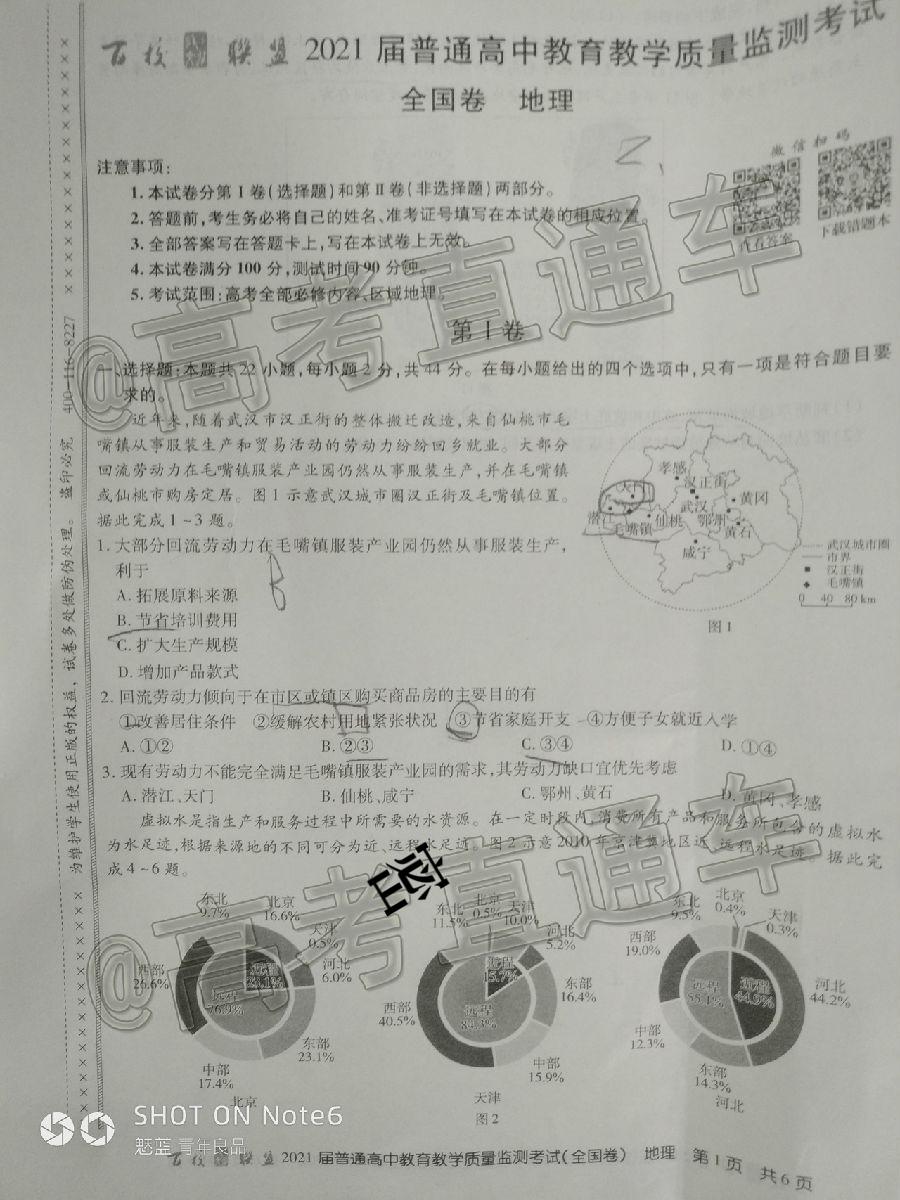 百校联盟 2021 届普通高中教育教学质量监测考试
全国卷 地理
微信扫码
下载错题本
注意事项:
1. 本试卷分第Ⅰ卷(选择题)和第Ⅱ卷(非选择题)两部分。
2. 答题前,考生务必将自己的姓名、准考证号填写在本试卷的相应位置。
3. 全部答案写在答题卡上,写在本试卷上无效。
4. 本试卷满分 100 分,测试时间 90 分钟。
5. 考试范围:高考全部必修内容、区域地理。
第Ⅰ卷
一、选择题:本题共 22 小题,每小题 2 分,共 44 分。在每小题给出的四个选项中,只有一项是符合题目要
求的。
近年来,随着武汉市汉正街的整体搬迁改造,来自仙桃市毛
嘴镇从事服装生产和贸易活动的劳动力纷纷回乡就业。大部分
回流劳动力在毛嘴镇服装产业园仍然从事服装生产,并在毛嘴镇
或仙桃市购房定居。图 1 示意武汉城市圈汉正街及毛嘴镇位置。
据此完成 1~3 题。
1. 大部分回流劳动力在毛嘴镇服装产业园仍然从事服装生产,
利于
A. 拓展原料来源
B. 节省培训费用
C. 扩大生产规模
D. 增加产品款式
B
孝感
汉正街
武汉
黄冈
仙桃
鄂州
毛嘴镇
黄石
咸宁
武汉城市圈
市界
汉正街
毛嘴镇
0 40 80 km
图 1
2. 回流劳动力倾向于在市区或镇区购买商品房的主要目的有
①改善居住条件 ②缓解农村用地紧张状况 ③节省家庭开支 ④方便子女就近入学
A. ①② B. ②③ C. ③④ D. ①④
3. 现有劳动力不能完全满足毛嘴镇服装产业园的需求,其劳动力缺口宜优先考虑
A. 潜江、天门 B. 仙桃、咸宁 C. 鄂州、黄石 D. 黄冈、孝感
虚拟水是指生产和服务过程中所需要的水资源。在一定时段内,消费所有产品和服务所包含的虚拟水
为水足迹,根据来源地的不同可分为近、远程水足迹。图 2 示意 2010 年京津冀地区近、远程水足迹。据此完
成 4~6 题。
密
东北 9.7%
北京 16.6%
天津 0.5%
河北 6.0%
东部 23.1%
中部 17.4%
西部 26.6%
远程 76.9%
北京
东北 11.5%
北京 0.5%
天津 10.0%
河北 5.2%
东部 16.4%
中部 15.9%
西部 40.5%
远程 84.3%
15.7%
天津
东北 9.5%
北京 0.4%
天津 0.3%
河北 44.2%
东部 14.3%
中部 12.3%
西部 19.0%
远程 55.1%
44.9%
河北
图 2
百校联盟 2021 届普通高中教育教学质量监测考试(全国卷) 地理 第 1 页 共 6 页
400-116-8227
盗印必究
为维护学生使用正版的权益,试卷多处做防伪处理。
@高考直通车
@高考直通车
SHOT ON Note6
魅蓝 青年良品